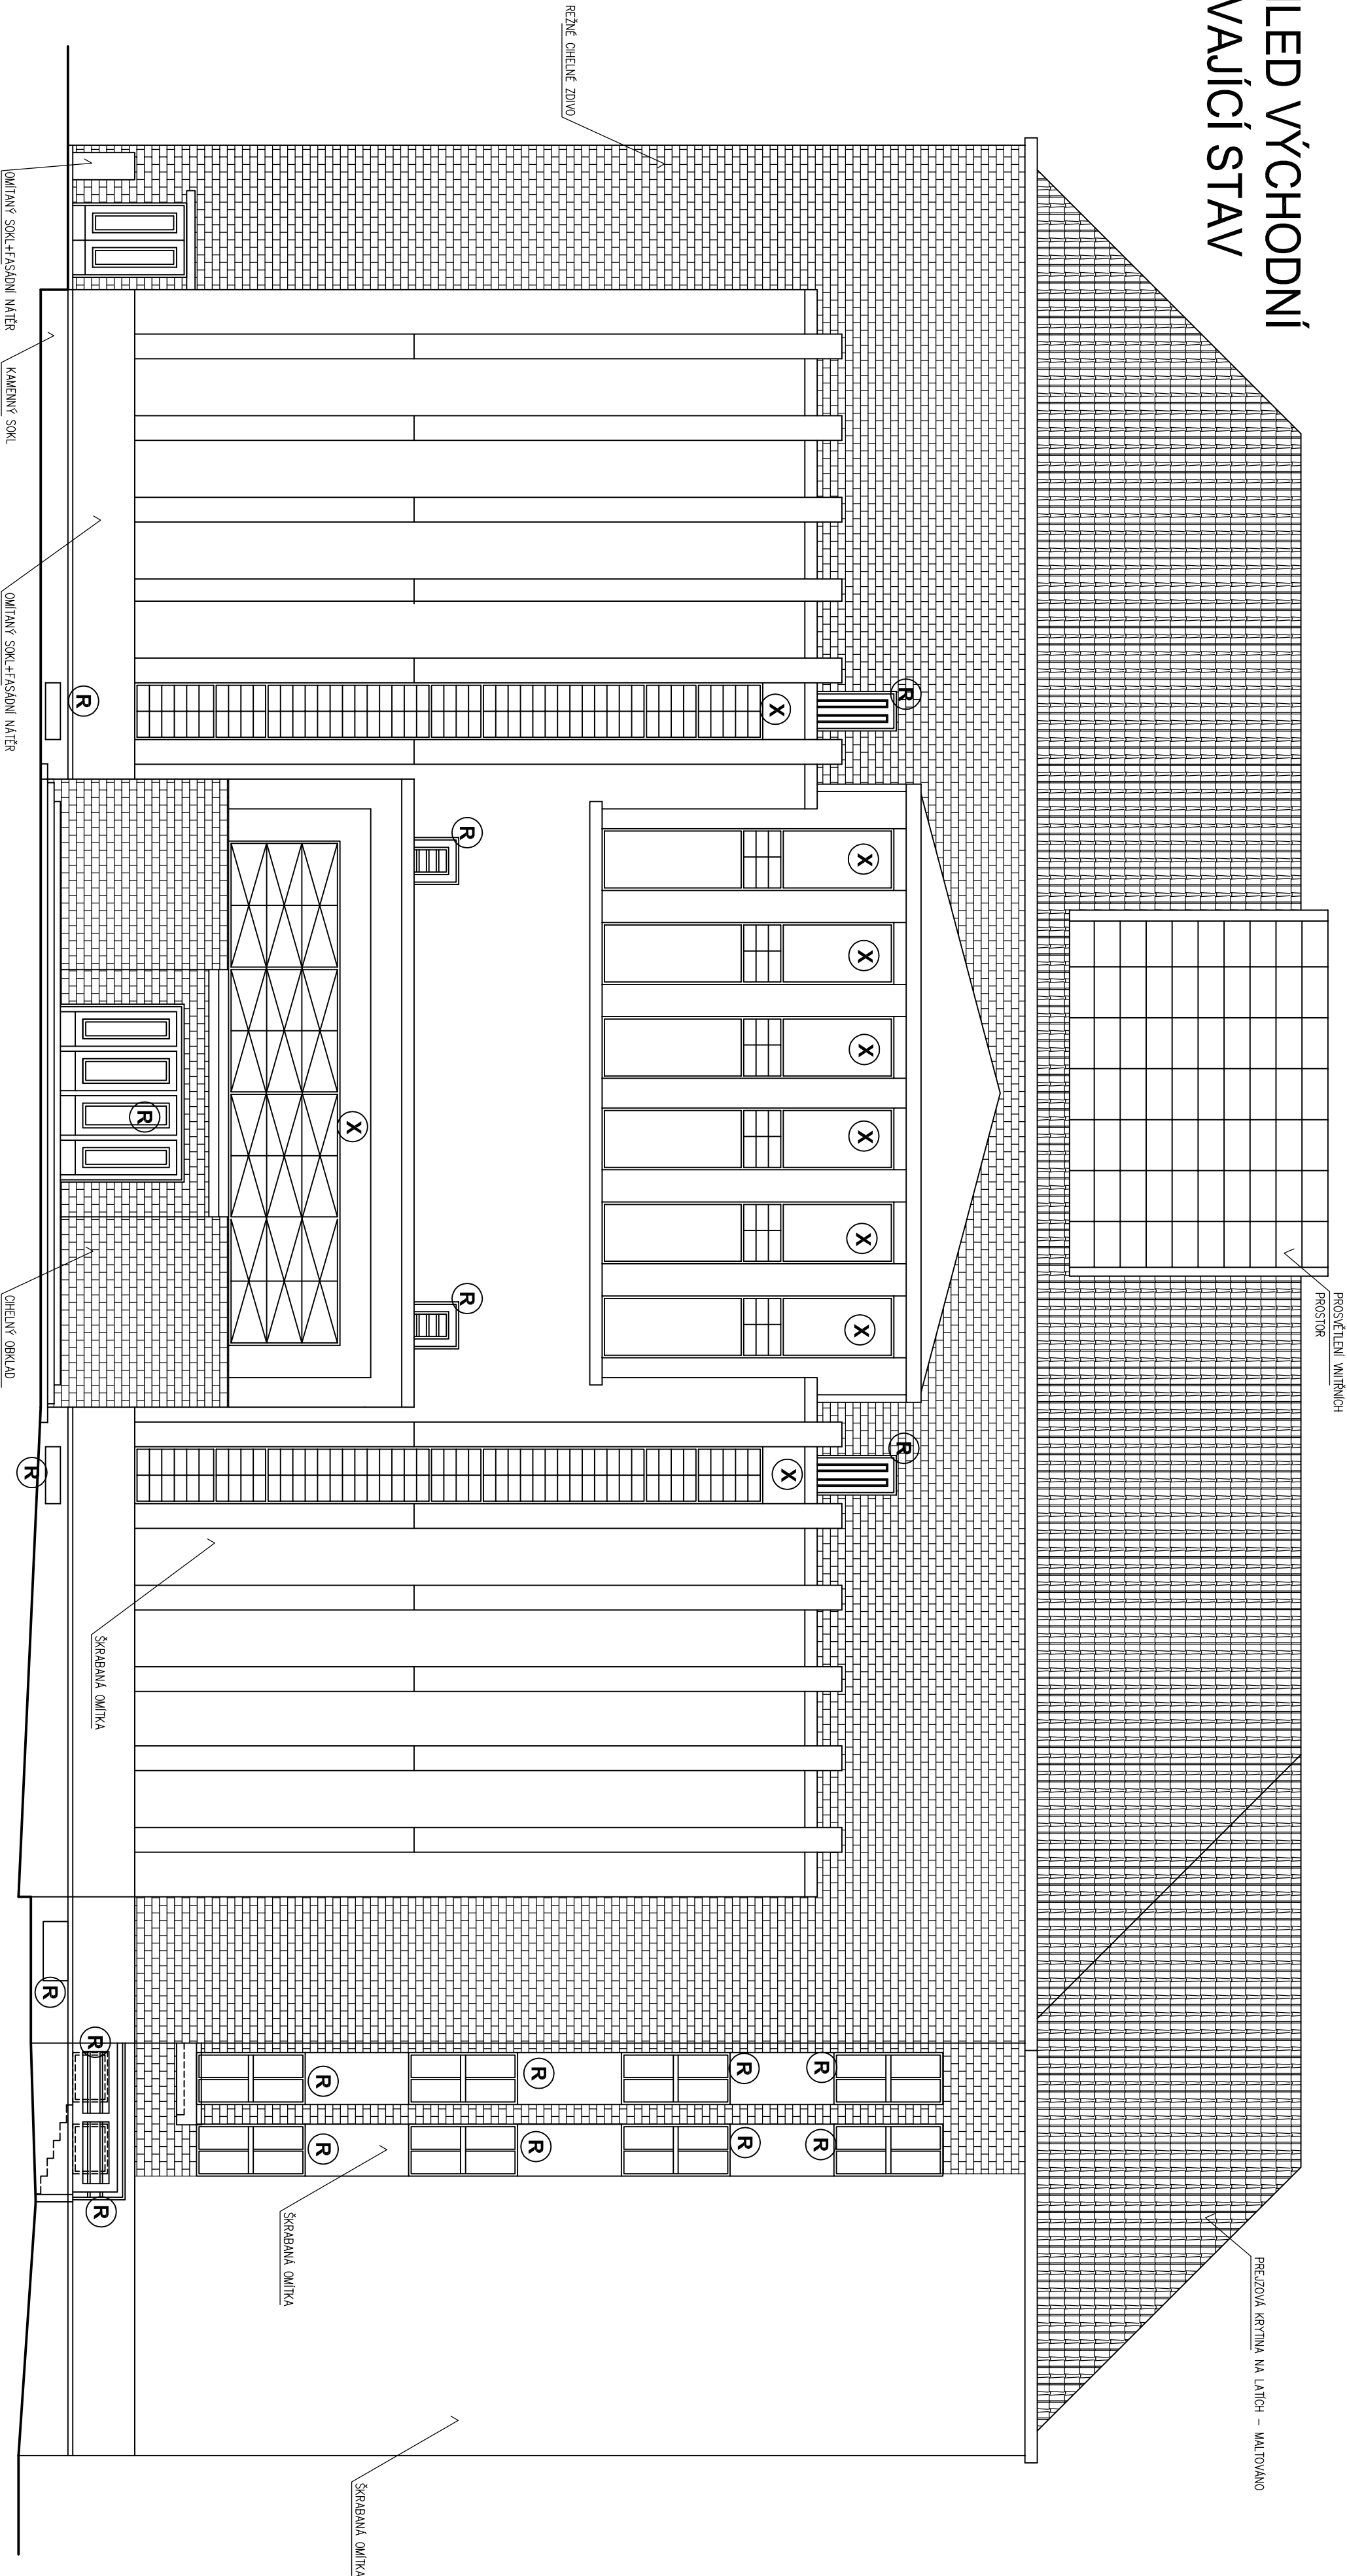 HLED VÝCHODNÍ
VAJÍCÍ STAV
PROSVĚTLENÍ VNITŘNÍCH
PROSTOR
PREJZOVÁ KRYTINA NA LATÍCH – MALTOVÁNO
R
R
X
X
X
X
X
X
R
R
X
X
R
R
REŽNÉ CIHELNÉ ZDIVO
R
R
R
R
X
ŠKRABANÁ OMÍTKA
R
R
ŠKRABANÁ OMÍTKA
R
ŠKRABANÁ OMÍTKA
R
R
R
R
R
OMÍTANÝ SOKL+FASÁDNÍ NÁTĚR
KAMENNÝ SOKL
OMÍTANÝ SOKL+FASÁDNÍ NÁTĚR
CIHELNÝ OBKLAD